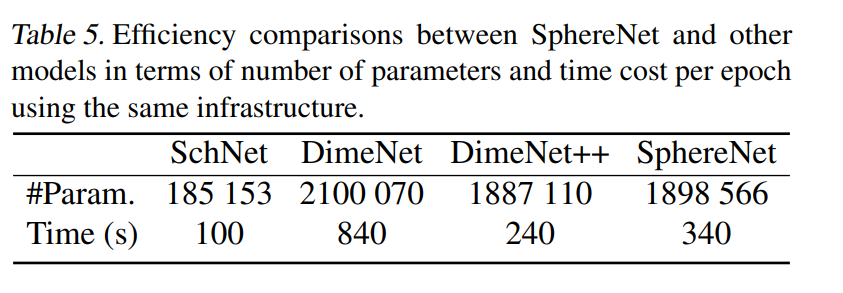 Table 5. Efficiency comparisons between SphereNet and other
models in terms of number of parameters and time cost per epoch
using the same infrastructure.
SchNet DimeNet DimeNet++ SphereNet
#Param. 185 153 2100 070 1887 110 1898 566
Time (s) 100 840 240 340